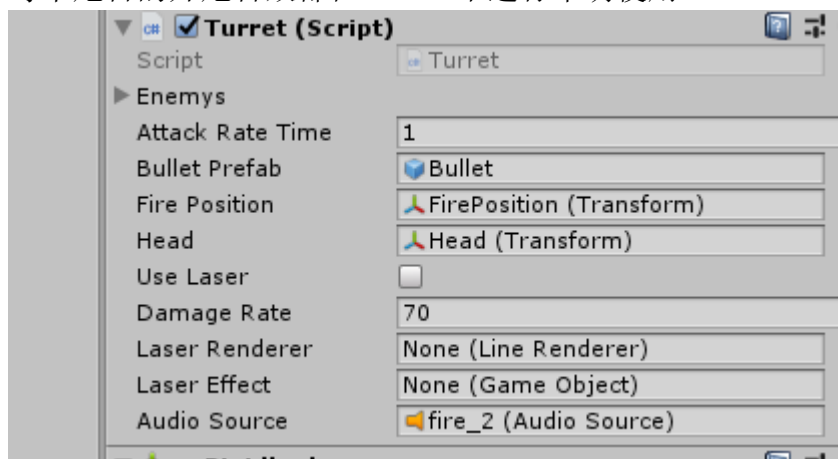 Turret (Script)
Script Turret
Enemys
Attack Rate Time 1
Bullet Prefab Bullet
Fire Position FirePosition (Transform)
Head Head (Transform)
Use Laser
Damage Rate 70
Laser Renderer None (Line Renderer)
Laser Effect None (Game Object)
Audio Source fire_2 (Audio Source)